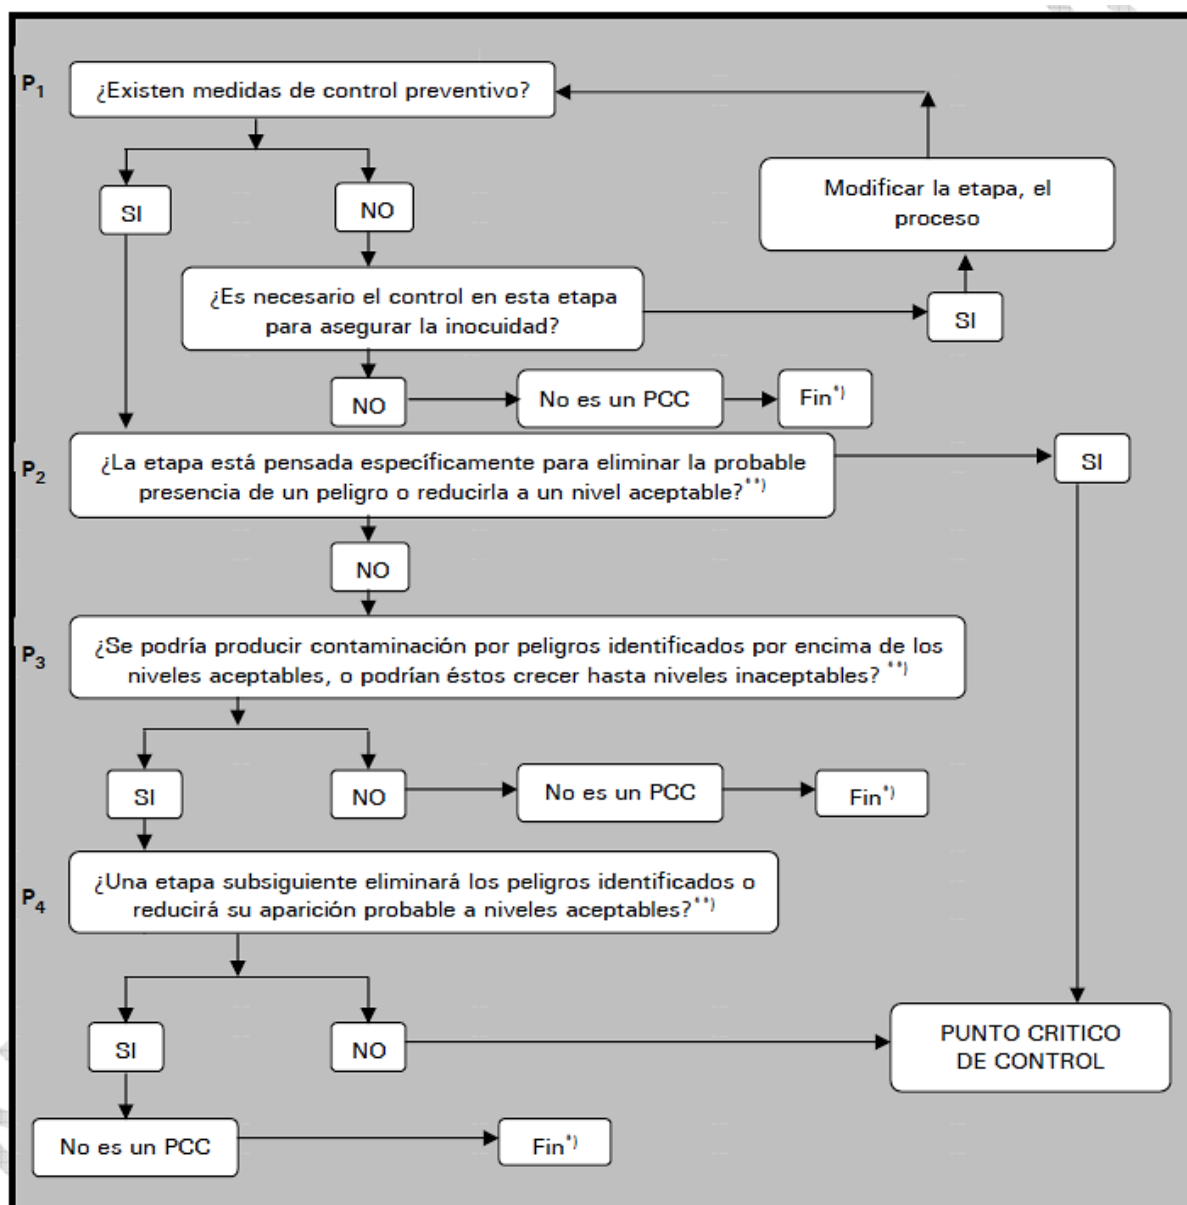 P1
¿Existen medidas de control preventivo?
Modificar la etapa, el
proceso
SI
NO
¿Es necesario el control en esta etapa
para asegurar la inocuidad?
SI
NO
No es un PCC
Fin*)
P2
¿La etapa está pensada específicamente para eliminar la probable
presencia de un peligro o reducirla a un nivel aceptable?**)
SI
NO
P3
¿Se podría producir contaminación por peligros identificados por encima de los
niveles aceptables, o podrían éstos crecer hasta niveles inaceptables? **)
SI
NO
No es un PCC
Fin*)
P4
¿Una etapa subsiguiente eliminará los peligros identificados o
reducirá su aparición probable a niveles aceptables?**)
SI
NO
PUNTO CRITICO
DE CONTROL
No es un PCC
Fin*)